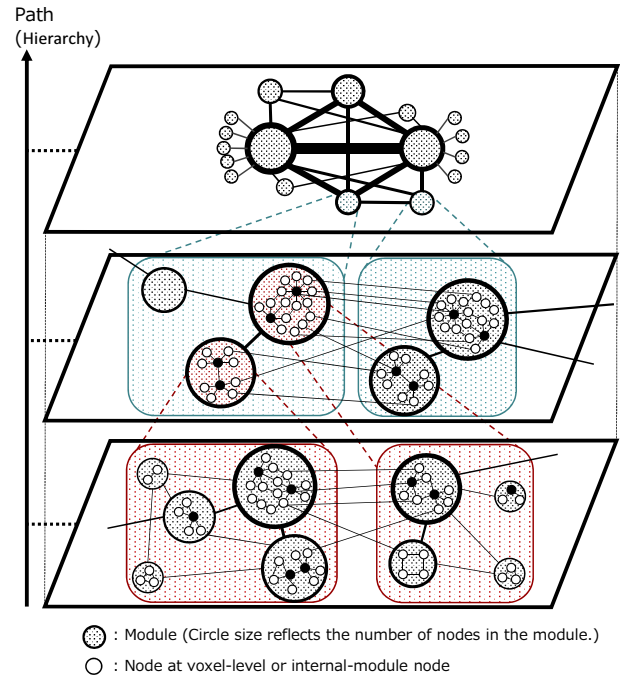 Path
(Hierarchy)
: Module (Circle size reflects the number of nodes in the module.)
: Node at voxel-level or internal-module node